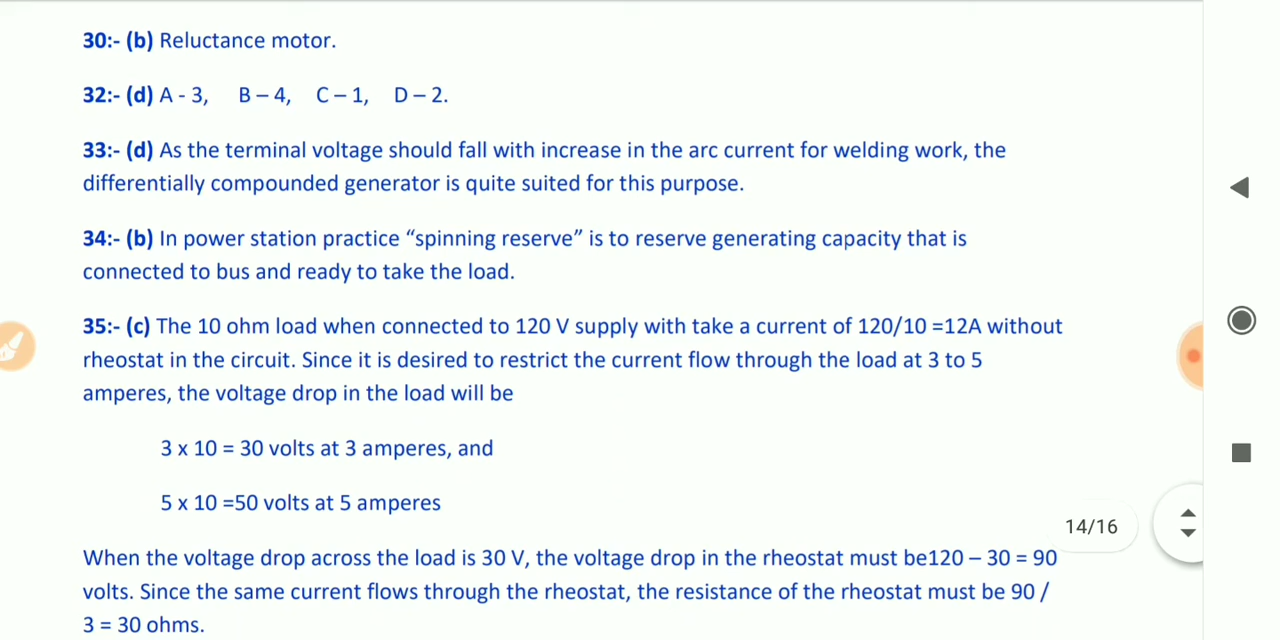 30:- (b) Reluctance motor.
32:- (d) A - 3, B – 4, C – 1, D – 2.
33:- (d) As the terminal voltage should fall with increase in the arc current for welding work, the
differentially compounded generator is quite suited for this purpose.
34:- (b) In power station practice “spinning reserve” is to reserve generating capacity that is
connected to bus and ready to take the load.
35:- (c) The 10 ohm load when connected to 120 V supply with take a current of 120/10 =12A without
rheostat in the circuit. Since it is desired to restrict the current flow through the load at 3 to 5
amperes, the voltage drop in the load will be
3 x 10 = 30 volts at 3 amperes, and
5 x 10 =50 volts at 5 amperes
14/16
When the voltage drop across the load is 30 V, the voltage drop in the rheostat must be120 – 30 = 90
volts. Since the same current flows through the rheostat, the resistance of the rheostat must be 90 /
3 = 30 ohms.